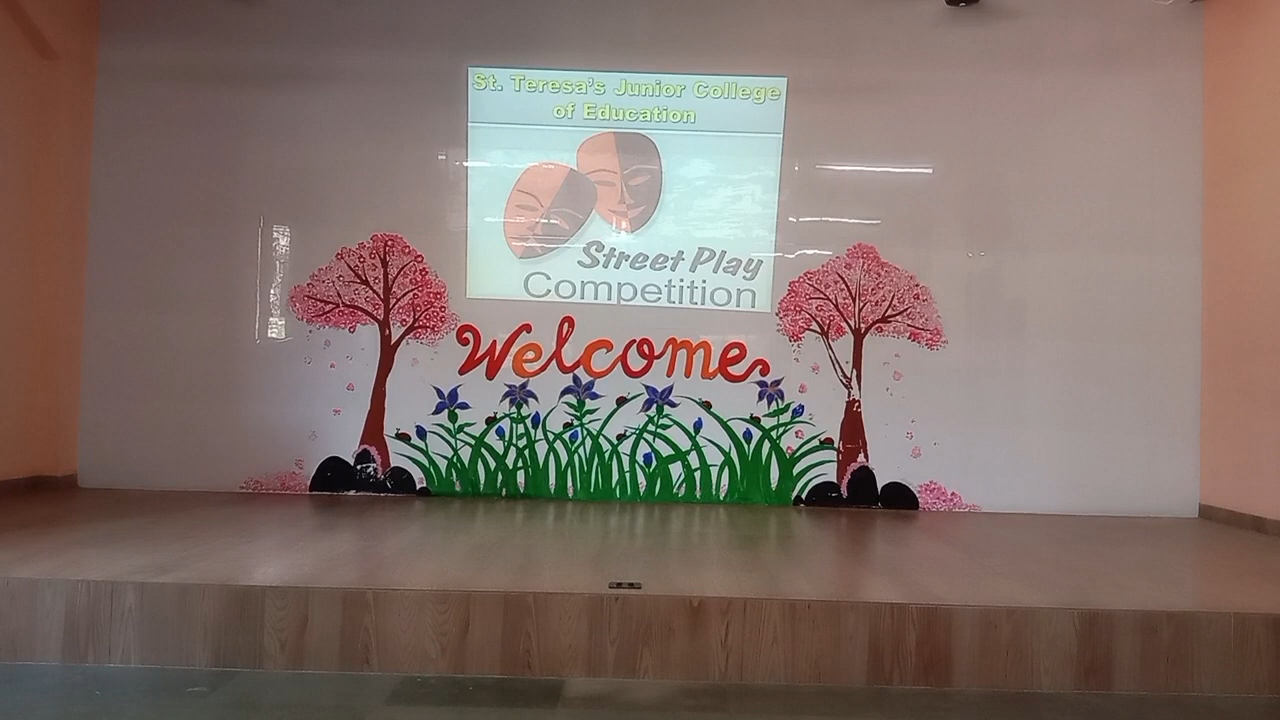 St. Teresa's Junior College
of Education
Street Play
Competition
Welcome